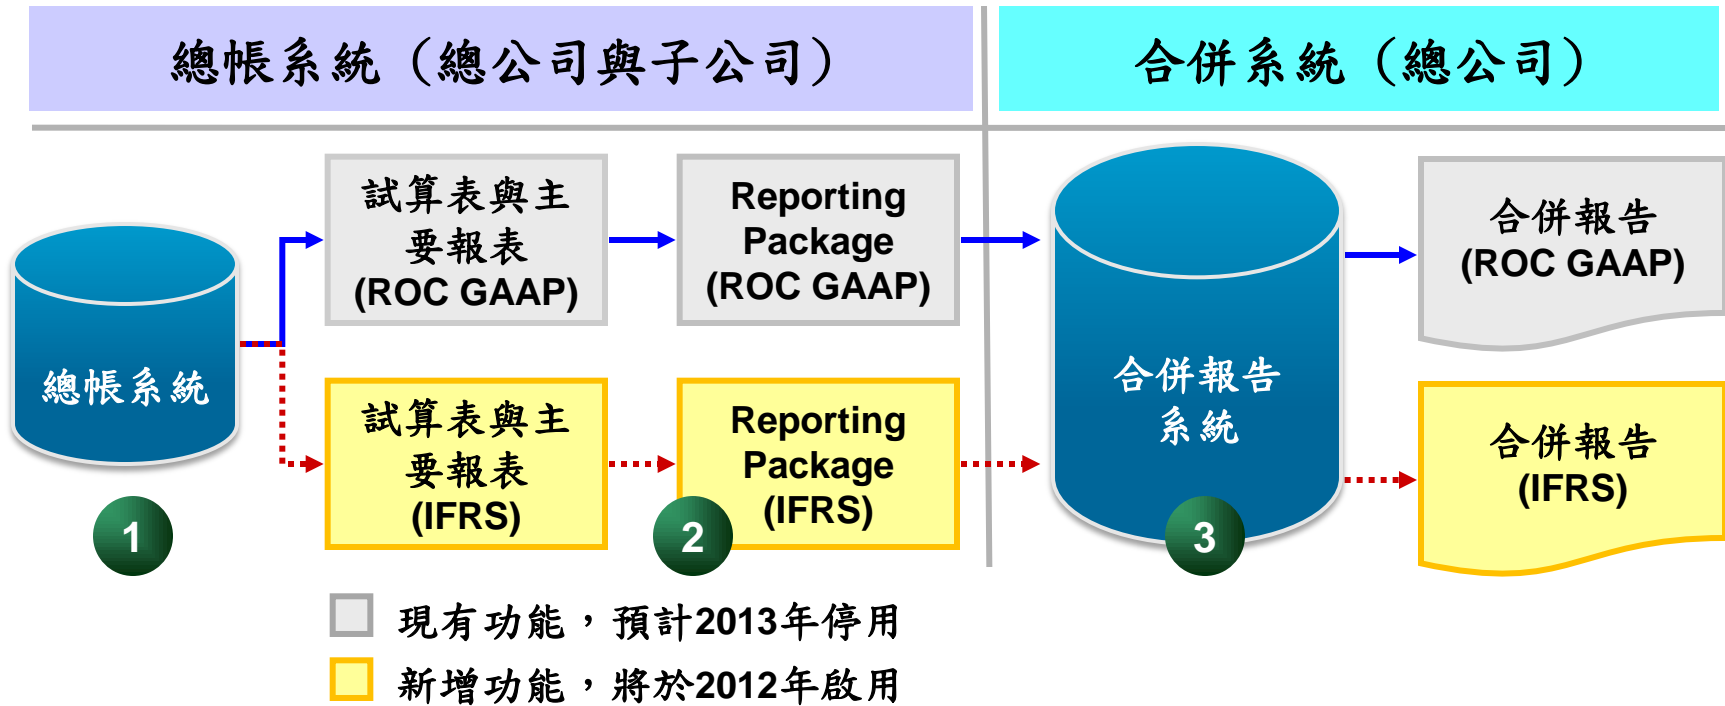 總帳系統（總公司與子公司）
合併系統（總公司）
試算表與主
要報表
(ROC GAAP)
Reporting
Package
(ROC GAAP)
合併報告
(ROC GAAP)
總帳系統
合併報告
系統
試算表與主
要報表
(IFRS)
Reporting
Package
(IFRS)
合併報告
(IFRS)
1
2
3
現有功能，預計2013年停用
新增功能，將於2012年啟用